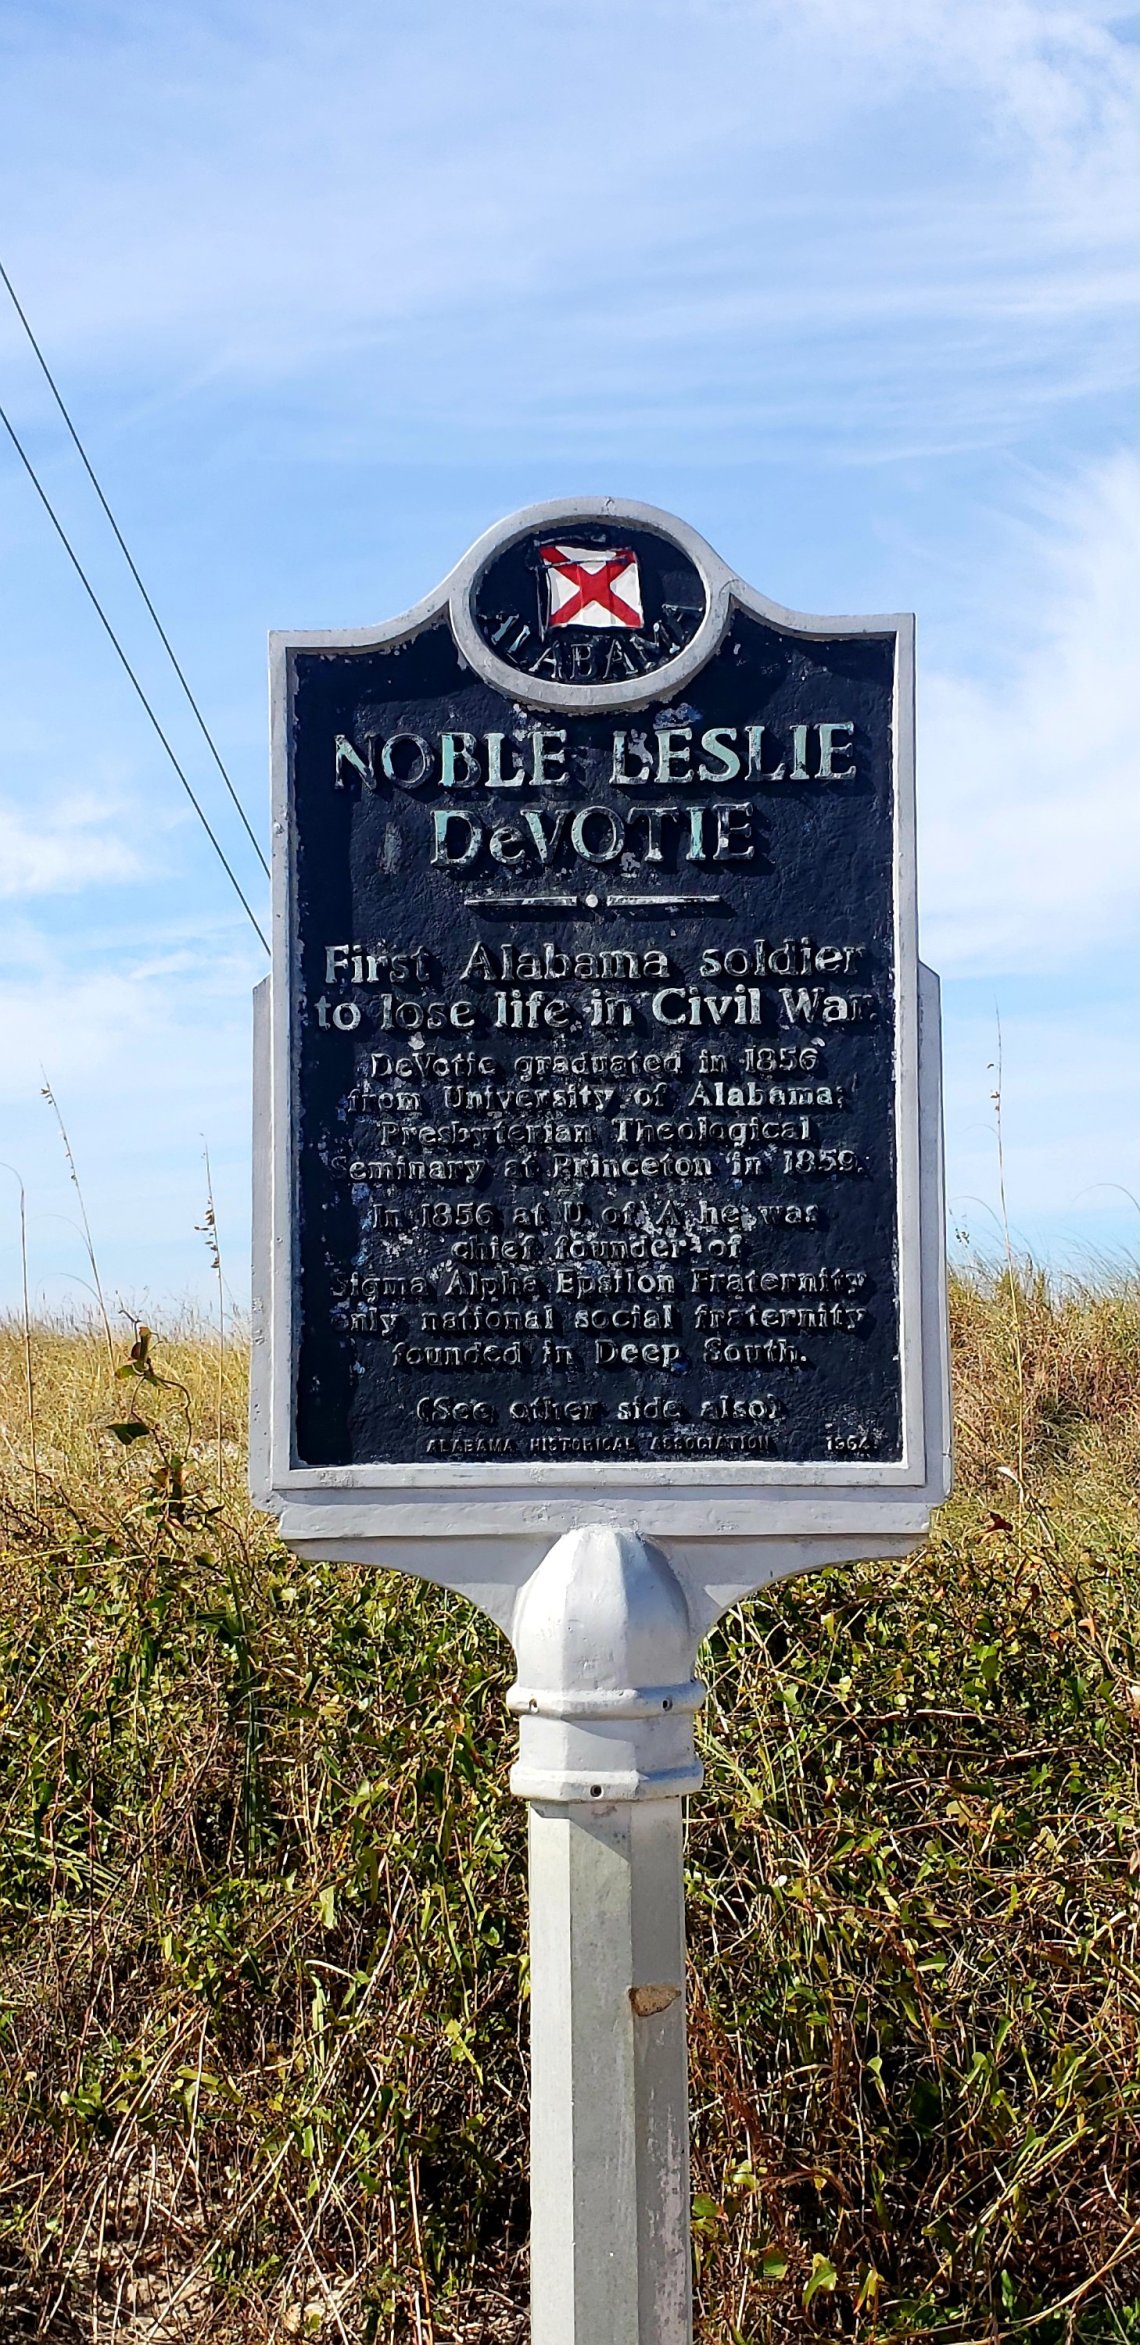 ALABAMA
NOBLE LESLIE
DeVOTIE
First Alabama soldier
to lose life in Civil War.
DeVotie graduated in 1856
from University of Alabama;
Presbyterian Theological
Seminary at Princeton in 1859.
In 1856 at U of A he was
chief founder of
Sigma Alpha Epsilon Fraternity
only national social fraternity
founded in Deep South.
(See other side also)
ALABAMA HISTORICAL ASSOCIATION 1964